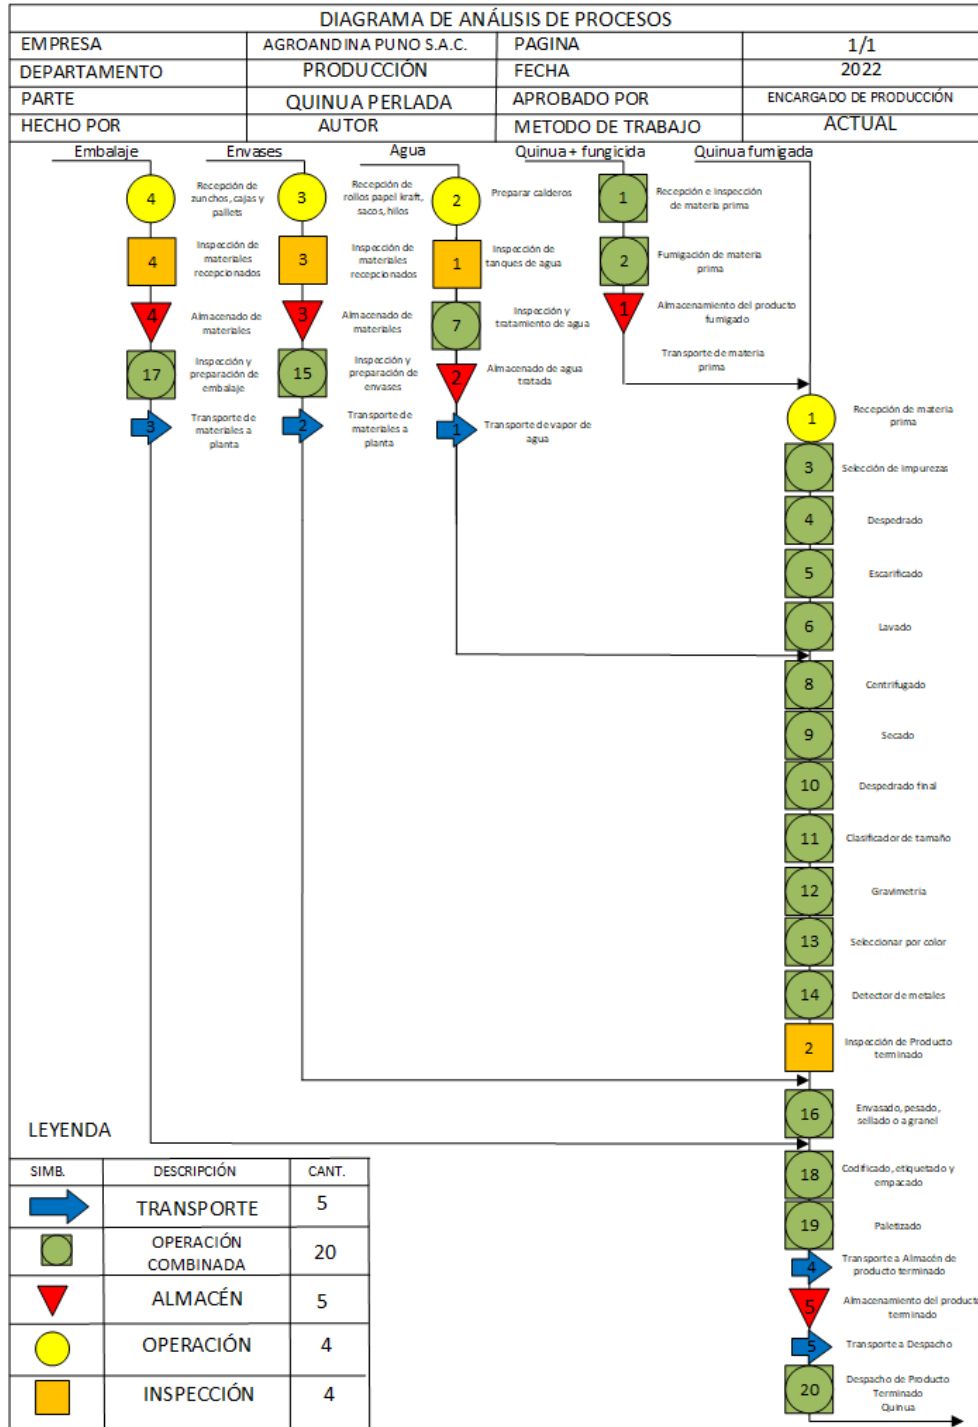 DIAGRAMA DE ANÁLISIS DE PROCESOS
EMPRESA AGROANDINA PUNO S.A.C. PAGINA 1/1
DEPARTAMENTO PRODUCCIÓN FECHA 2022
PARTE QUINUA PERLADA APROBADO POR ENCARGADO DE PRODUCCIÓN
HECHO POR AUTOR METODO DE TRABAJO ACTUAL
Embalaje
4
Recepción de
zunchos, cajas y
pallets
4
Inspección de
materiales
recepcionados
4
Almacenado de
materiales
17
Inspección y
preparación de
embalaje
3
Transporte de
materiales a
planta
Envases
3
Recepción de
rollos papel kraft,
sacos, hilos
3
Inspección de
materiales
recepcionados
3
Almacenado de
materiales
15
Inspección y
preparación de
envases
2
Transporte de
materiales a
planta
Agua
2
Preparar calderos
1
Inspección de
tanques de agua
7
Inspección y
tratamiento de agua
2
Almacenado de agua
tratada
1
Transporte de vapor de
agua
Quinua + fungicida
1
Recepción e inspección
de materia prima
2
Fumigación de materia
prima
1
Almacenamiento del producto
fumigado
Transporte de materia
prima
Quinua fumigada
1
Recepción de materia
prima
3
Selección de impurezas
4
Despedrado
5
Escarificado
6
Lavado
8
Centrifugado
9
Secado
10
Despedrado final
11
Clasificador de tamaño
12
Gravimetría
13
Seleccionar por color
14
Detector de metales
2
Inspección de Producto
terminado
16
Envasado, pesado,
sellado o a granel
18
Codificado, etiquetado y
empacado
19
Paletizado
4
Transporte a Almacén de
producto terminado
5
Almacenamiento del producto
terminado
5
Transporte a Despacho
20
Despacho de Producto
Terminado
Quinua
LEYENDA
SIMB. DESCRIPCIÓN CANT.
TRANSPORTE 5
OPERACIÓN
COMBINADA 20
ALMACÉN 5
OPERACIÓN 4
INSPECCIÓN 4